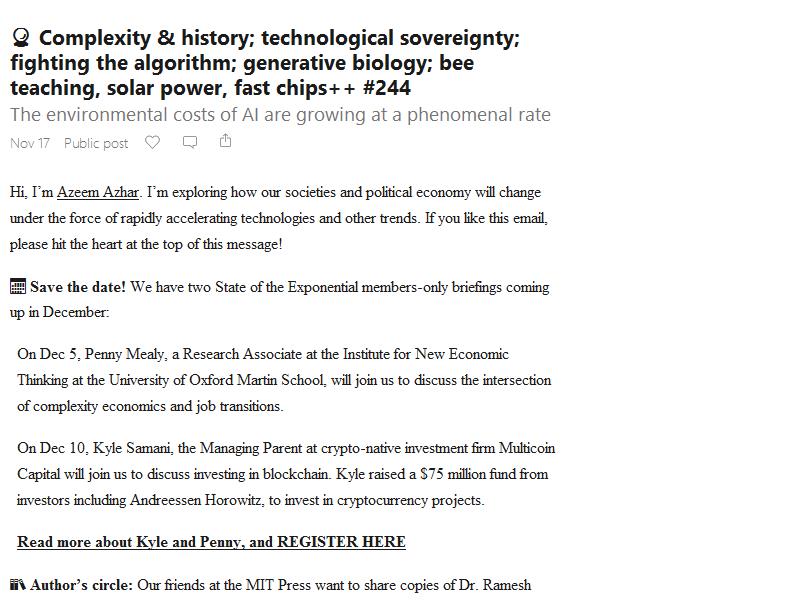 🔮 Complexity & history; technological sovereignty;
fighting the algorithm; generative biology; bee
teaching, solar power, fast chips++ #244
The environmental costs of AI are growing at a phenomenal rate
Nov 17 Public post
Hi, I’m Azeem Azhar. I’m exploring how our societies and political economy will change
under the force of rapidly accelerating technologies and other trends. If you like this email,
please hit the heart at the top of this message!
📅 Save the date! We have two State of the Exponential members-only briefings coming
up in December:
On Dec 5, Penny Mealy, a Research Associate at the Institute for New Economic
Thinking at the University of Oxford Martin School, will join us to discuss the intersection
of complexity economics and job transitions.
On Dec 10, Kyle Samani, the Managing Parent at crypto-native investment firm Multicoin
Capital will join us to discuss investing in blockchain. Kyle raised a $75 million fund from
investors including Andreessen Horowitz, to invest in cryptocurrency projects.
Read more about Kyle and Penny, and REGISTER HERE
📚 Author’s circle: Our friends at the MIT Press want to share copies of Dr. Ramesh